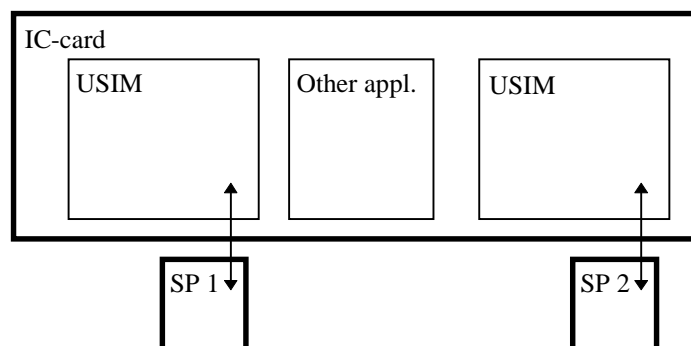 IC-card
USIM
Other appl.
USIM
SP 1
SP 2